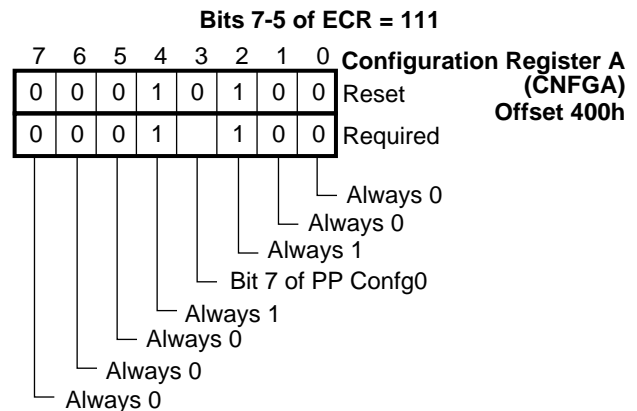 Bits 7-5 of ECR = 111
7 6 5 4 3 2 1 0
Configuration Register A
(CNFGA)
Offset 400h
0 0 0 1 0 1 0 0 Reset
0 0 0 1 1 0 0 Required
Always 0
Always 0
Always 1
Bit 7 of PP Confg0
Always 1
Always 0
Always 0
Always 0